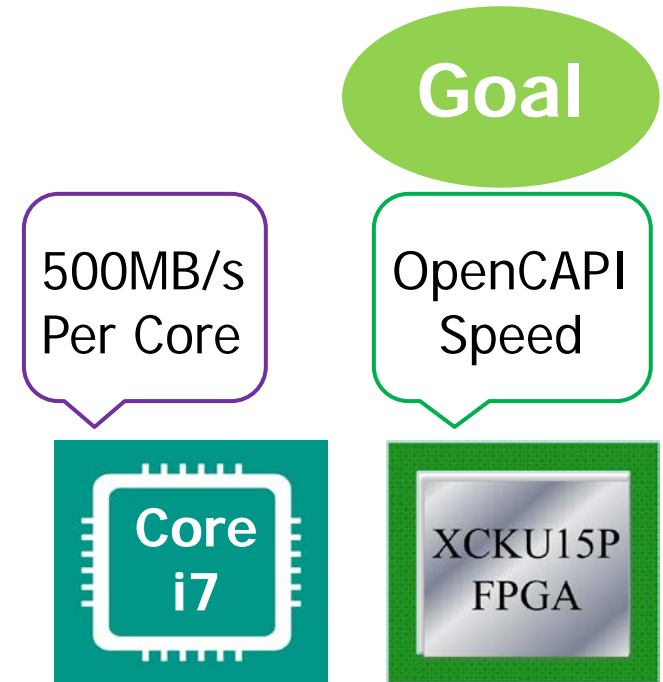 Goal
500MB/s
Per Core
OpenCAPI
Speed
Core
i7
XCKU15P
FPGA